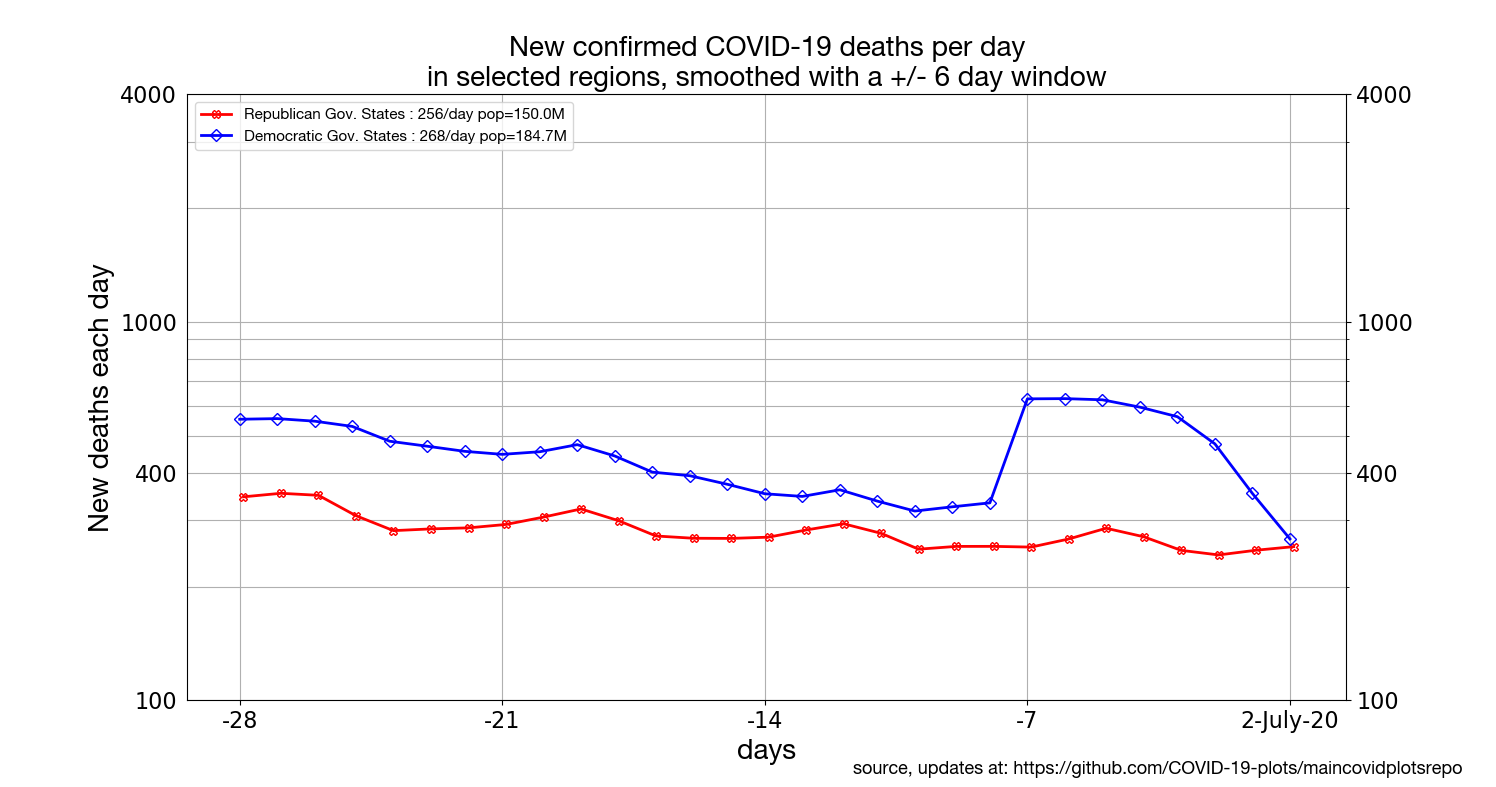 New confirmed COVID-19 deaths per day
in selected regions, smoothed with a +/- 6 day window
Republican Gov. States : 256/day pop=150.0M
Democratic Gov. States : 268/day pop=184.7M
New deaths each day
4000
1000
400
100
4000
1000
400
100
-28
-21
-14
-7
2-July-20
days
source, updates at: https://github.com/COVID-19-plots/maincovidplotsrepo